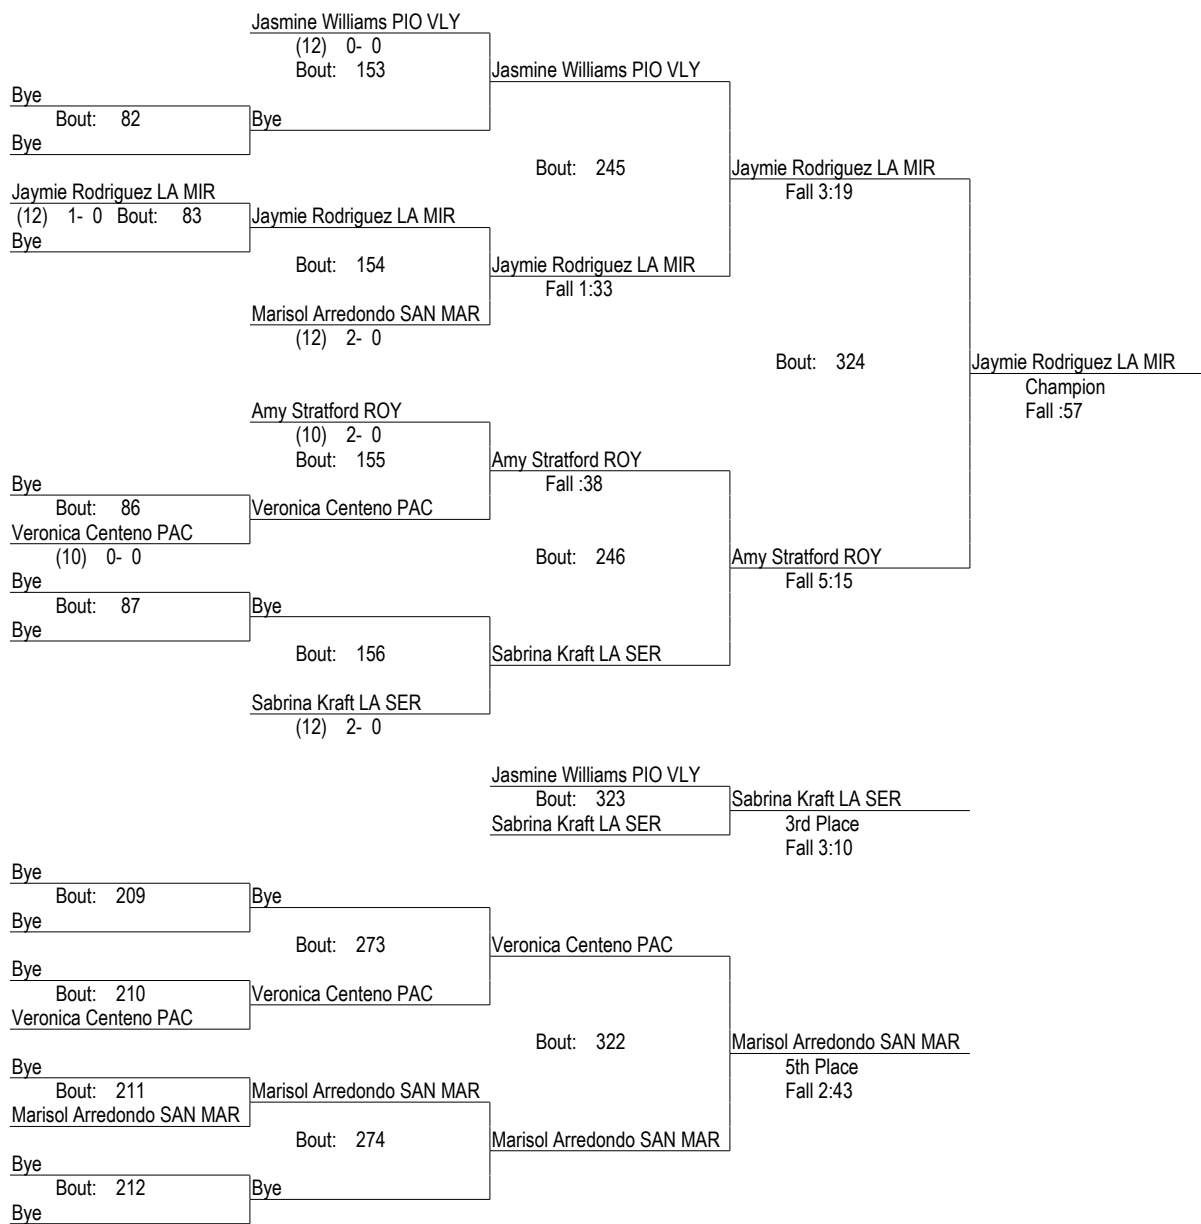 Jasmine Williams PIO VLY
(12) 0- 0
Bout: 153
Jasmine Williams PIO VLY
Bye
Bout: 82
Bye
Bye
Bout: 245
Jaymie Rodriguez LA MIR
Fall 3:19
Jaymie Rodriguez LA MIR
(12) 1- 0 Bout: 83
Jaymie Rodriguez LA MIR
Bye
Bout: 154
Jaymie Rodriguez LA MIR
Fall 1:33
Marisol Arredondo SAN MAR
(12) 2- 0
Bout: 324
Jaymie Rodriguez LA MIR
Champion
Fall :57
Amy Stratford ROY
(10) 2- 0
Bout: 155
Amy Stratford ROY
Fall :38
Bye
Bout: 86
Veronica Centeno PAC
Veronica Centeno PAC
(10) 0- 0
Bout: 246
Amy Stratford ROY
Fall 5:15
Bye
Bout: 87
Bye
Bye
Bout: 156
Sabrina Kraft LA SER
Sabrina Kraft LA SER
(12) 2- 0
Jasmine Williams PIO VLY
Bout: 323
Sabrina Kraft LA SER
Sabrina Kraft LA SER
3rd Place
Fall 3:10
Bye
Bout: 209
Bye
Bye
Bout: 273
Veronica Centeno PAC
Bye
Bout: 210
Veronica Centeno PAC
Veronica Centeno PAC
Bout: 322
Marisol Arredondo SAN MAR
5th Place
Fall 2:43
Bye
Bout: 211
Marisol Arredondo SAN MAR
Marisol Arredondo SAN MAR
Bout: 274
Marisol Arredondo SAN MAR
Bye
Bout: 212
Bye
Bye